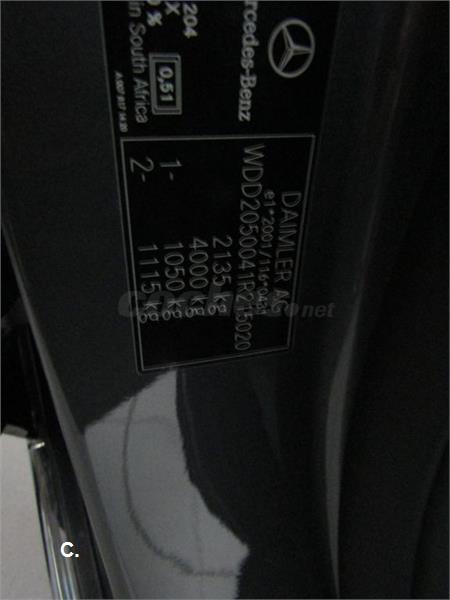 Mercedes-Benz
204
X
%
in South Africa
0,51
DAIMLER AG
WDD2050041R215020
2135 kg
4000 kg
1- 1050 kg
2- 1115 kg
C.